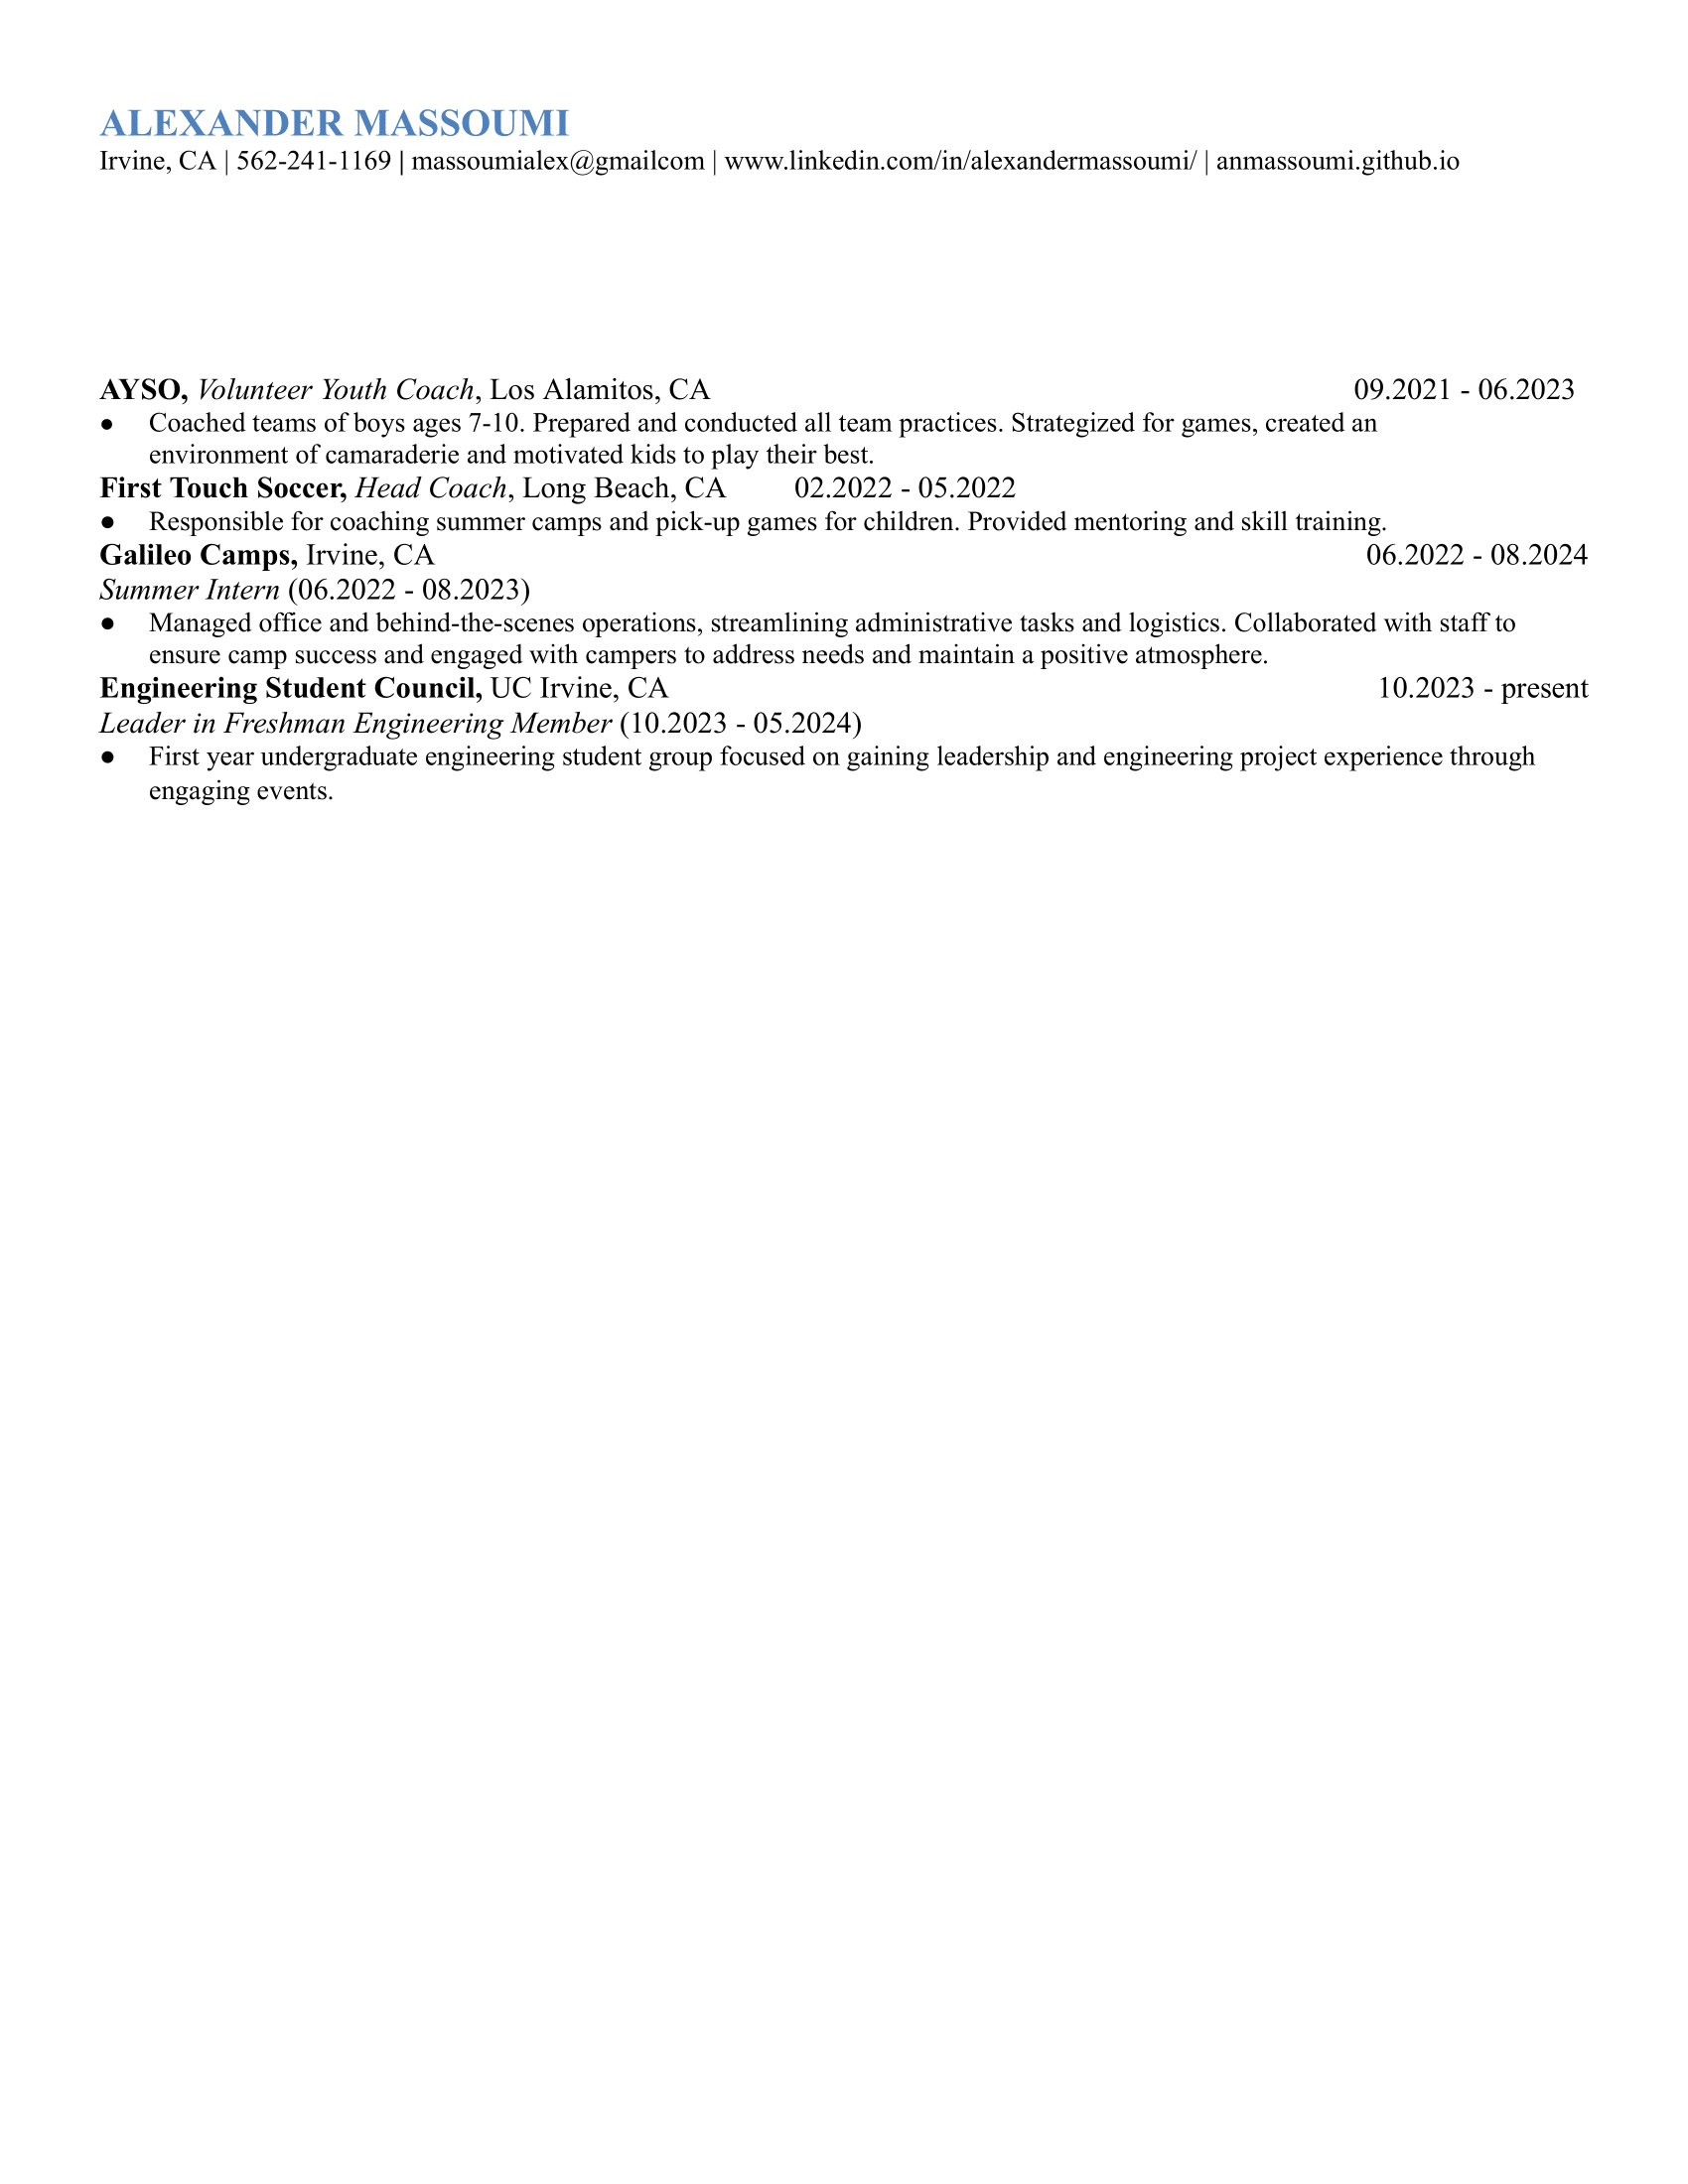 ALEXANDER MASSOUMI
Irvine, CA | 562-241-1169 | massoumialex@gmailcom | www.linkedin.com/in/alexandermassoumi/ | anmassoumi.github.io
AYSO, Volunteer Youth Coach, Los Alamitos, CA 09.2021 - 06.2023
● Coached teams of boys ages 7-10. Prepared and conducted all team practices. Strategized for games, created an
environment of camaraderie and motivated kids to play their best.
First Touch Soccer, Head Coach, Long Beach, CA 02.2022 - 05.2022
● Responsible for coaching summer camps and pick-up games for children. Provided mentoring and skill training.
Galileo Camps, Irvine, CA 06.2022 - 08.2024
Summer Intern (06.2022 - 08.2023)
● Managed office and behind-the-scenes operations, streamlining administrative tasks and logistics. Collaborated with staff to
ensure camp success and engaged with campers to address needs and maintain a positive atmosphere.
Engineering Student Council, UC Irvine, CA 10.2023 - present
Leader in Freshman Engineering Member (10.2023 - 05.2024)
● First year undergraduate engineering student group focused on gaining leadership and engineering project experience through
engaging events.